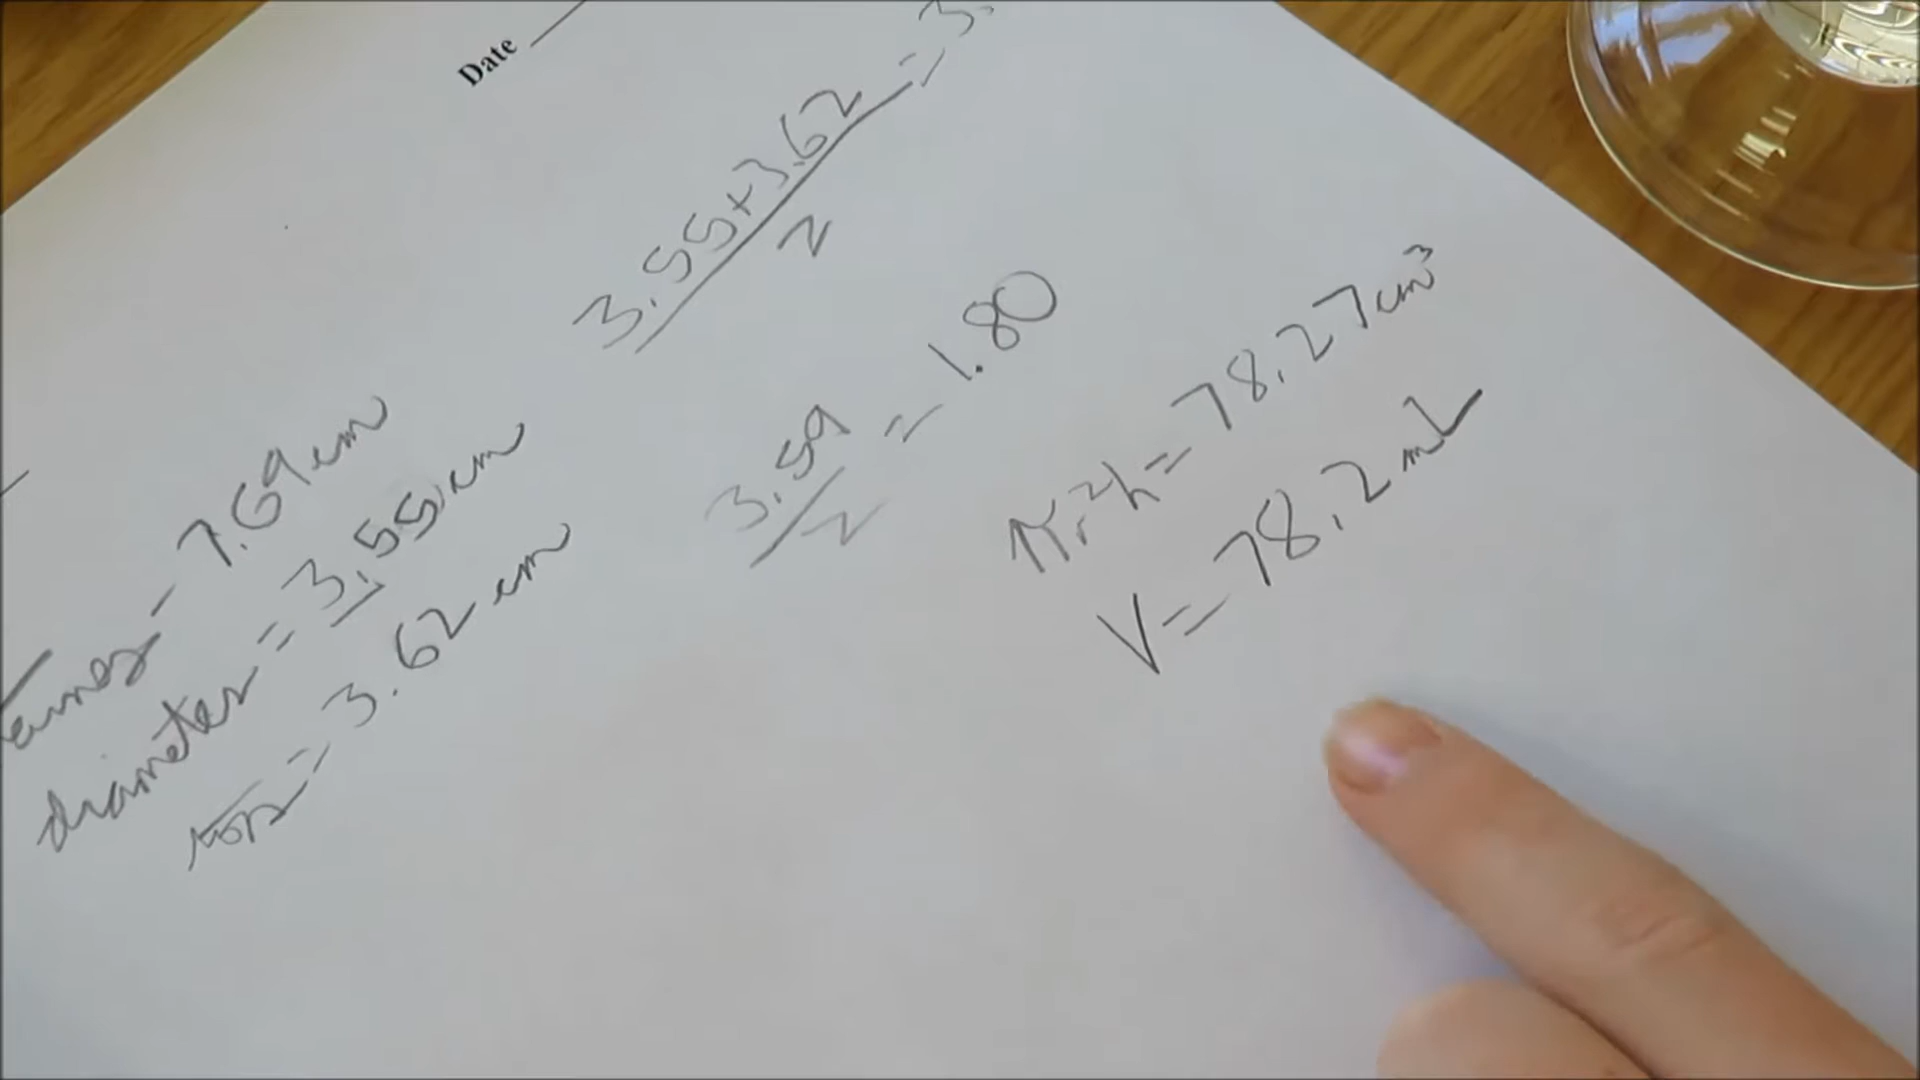 Date
- 7.69 cm
diameter = 3.55 cm
= 3.62 cm
3.55+3.62
2
= 3.
3.59
2
= 1.80
πr²h = 78.27 cm³
V = 78.2 mL